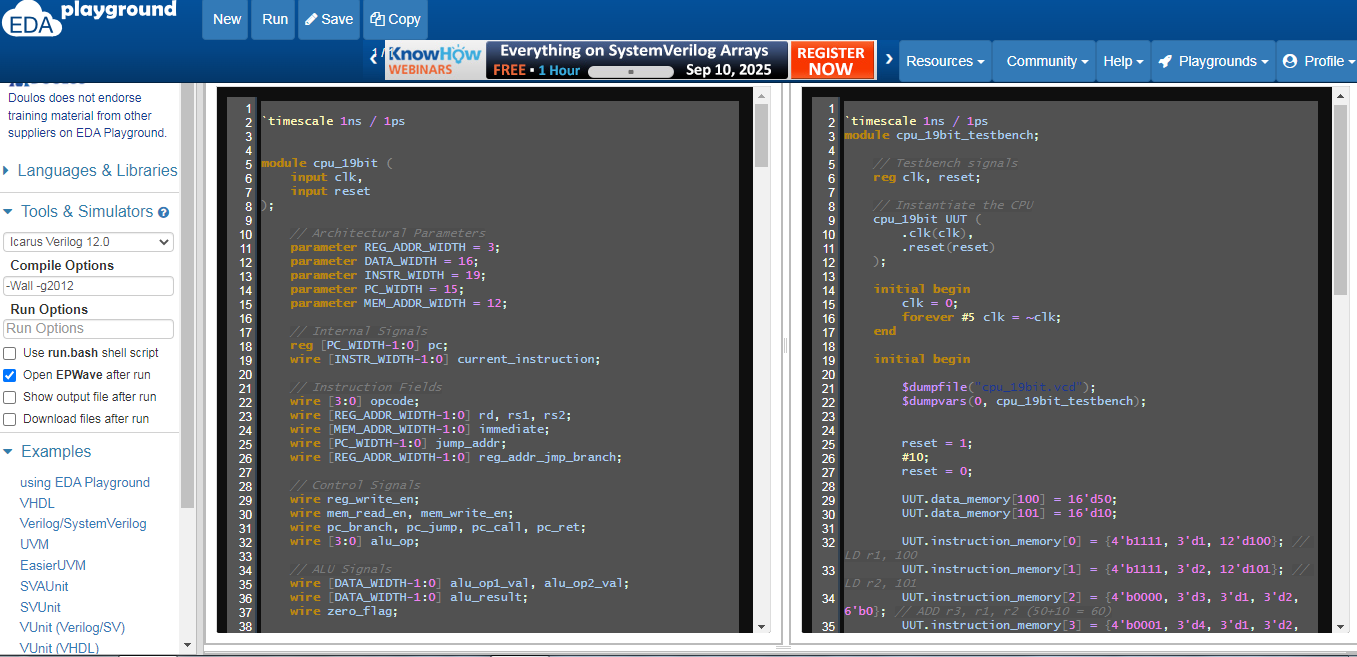 EDA playground
New Run Save Copy
KnowHow WEBINARS
Everything on SystemVerilog Arrays
FREE • 1 Hour Sep 10, 2025
REGISTER NOW
Resources Community Help Playgrounds Profile
Doulos does not endorse
training material from other
suppliers on EDA Playground.
Languages & Libraries
Tools & Simulators
Icarus Verilog 12.0
Compile Options
-Wall -g2012
Run Options
Run Options
Use run.bash shell script
Open EPWave after run
Show output file after run
Download files after run
Examples
using EDA Playground
VHDL
Verilog/SystemVerilog
UVM
EasierUVM
SVAUnit
SVUnit
VUnit (Verilog/SV)
VUnit (VHDL)
1
2 `timescale 1ns / 1ps
3
4
5 module cpu_19bit (
6 input clk,
7 input reset
8 );
9
10 // Architectural Parameters
11 parameter REG_ADDR_WIDTH = 3;
12 parameter DATA_WIDTH = 16;
13 parameter INSTR_WIDTH = 19;
14 parameter PC_WIDTH = 15;
15 parameter MEM_ADDR_WIDTH = 12;
16
17 // Internal Signals
18 reg [PC_WIDTH-1:0] pc;
19 wire [INSTR_WIDTH-1:0] current_instruction;
20
21 // Instruction Fields
22 wire [3:0] opcode;
23 wire [REG_ADDR_WIDTH-1:0] rd, rs1, rs2;
24 wire [MEM_ADDR_WIDTH-1:0] immediate;
25 wire [PC_WIDTH-1:0] jump_addr;
26 wire [REG_ADDR_WIDTH-1:0] reg_addr_jmp_branch;
27
28 // Control Signals
29 wire reg_write_en;
30 wire mem_read_en, mem_write_en;
31 wire pc_branch, pc_jump, pc_call, pc_ret;
32 wire [3:0] alu_op;
33
34 // ALU Signals
35 wire [DATA_WIDTH-1:0] alu_op1_val, alu_op2_val;
36 wire [DATA_WIDTH-1:0] alu_result;
37 wire zero_flag;
38
1
2 `timescale 1ns / 1ps
3 module cpu_19bit_testbench;
4
5 // Testbench signals
6 reg clk, reset;
7
8 // Instantiate the CPU
9 cpu_19bit UUT (
10 .clk(clk),
11 .reset(reset)
12 );
13
14 initial begin
15 clk = 0;
16 forever #5 clk = ~clk;
17 end
18
19 initial begin
20
21 $dumpfile("cpu_19bit.vcd");
22 $dumpvars(0, cpu_19bit_testbench);
23
24
25 reset = 1;
26 #10;
27 reset = 0;
28
29 UUT.data_memory[100] = 16'd50;
30 UUT.data_memory[101] = 16'd10;
31
32 UUT.instruction_memory[0] = {4'b1111, 3'd1, 12'd100}; //
LD r1, 100
33 UUT.instruction_memory[1] = {4'b1111, 3'd2, 12'd101}; //
LD r2, 101
34 UUT.instruction_memory[2] = {4'b0000, 3'd3, 3'd1, 3'd2,
6'b0}; // ADD r3, r1, r2 (50+10 = 60)
35 UUT.instruction_memory[3] = {4'b0001, 3'd4, 3'd1, 3'd2,